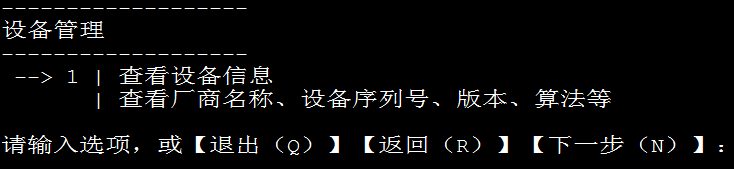 -------------------
设备管理
-------------------
--> 1 | 查看设备信息
| 查看厂商名称、设备序列号、版本、算法等
请输入选项，或【退出（Q）】【返回（R）】【下一步（N）】：